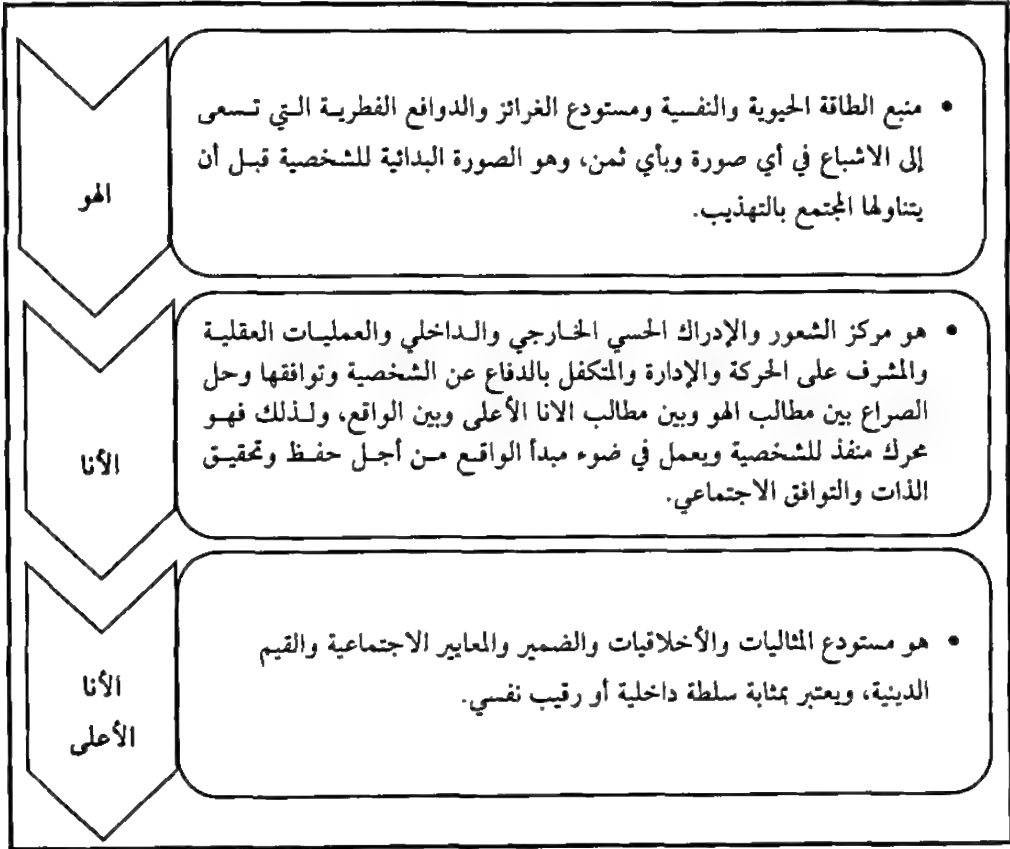 الهو
• منبع الطاقة الحيوية والنفسية ومستودع الغرائز والدوافع الفطرية التي تسعى
إلى الاشباع في أي صورة وبأي ثمن، وهو الصورة البدائية للشخصية قبل أن
يتناولها المجتمع بالتهذيب.
الأنا
• هو مركز الشعور والإدراك الحسي الخارجي والداخلي والعمليات العقلية
والمشرف على الحركة والإدارة والمتكفل بالدفاع عن الشخصية وتوافقها وحل
الصراع بين مطالب الهو وبين مطالب الانا الأعلى وبين الواقع، ولذلك فهو
محرك منفذ للشخصية ويعمل في ضوء مبدأ الواقع من أجل حفظ وتحقيق
الذات والتوافق الاجتماعي.
الأنا
الأعلى
• هو مستودع المثاليات والأخلاقيات والضمير والمعايير الاجتماعية والقيم
الدينية، ويعتبر بمثابة سلطة داخلية أو رقيب نفسي.